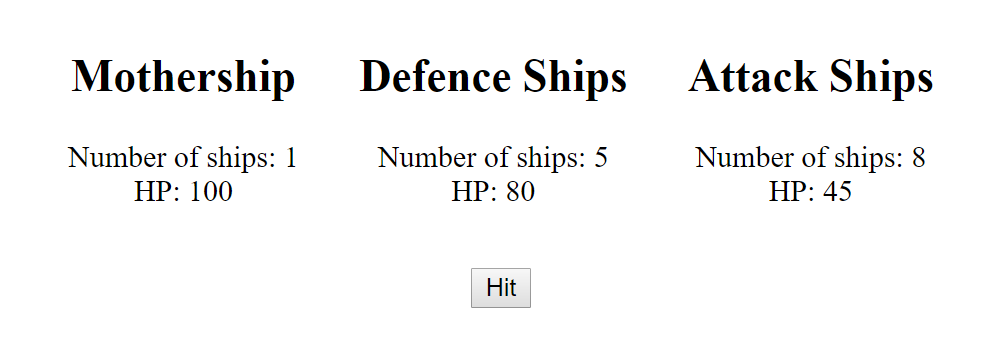 Mothership
Number of ships: 1
HP: 100
Defence Ships
Number of ships: 5
HP: 80
Attack Ships
Number of ships: 8
HP: 45
Hit